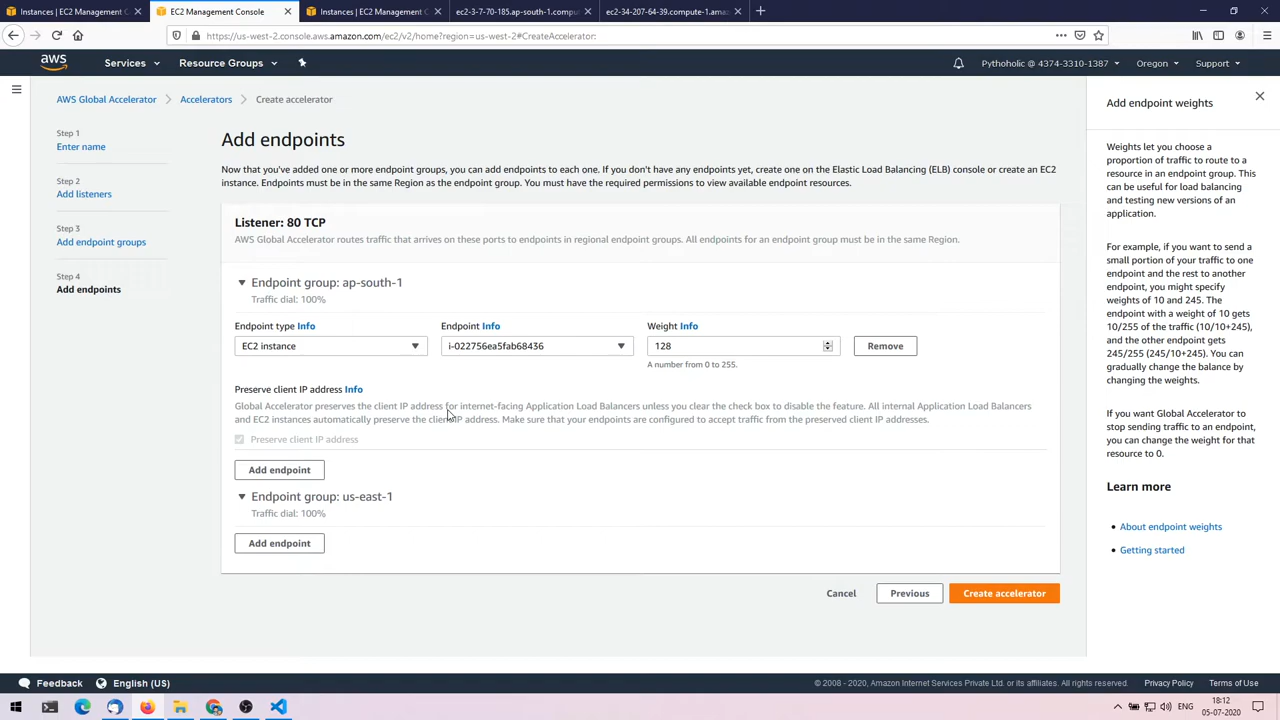 Instances | EC2 Management C
EC2 Management Console
Instances | EC2 Management C
ec2-3-7-70-185.ap-south-1.compu
ec2-34-207-64-39.compute-1.amaz
https://us-west-2.console.aws.amazon.com/ec2/v2/home?region=us-west-2#CreateAccelerator:
aws
Services
Resource Groups
Pythoholic @ 4374-3310-1387
Oregon
Support
AWS Global Accelerator
Accelerators
Create accelerator
Step 1
Enter name
Step 2
Add listeners
Step 3
Add endpoint groups
Step 4
Add endpoints
Add endpoints
Now that you've added one or more endpoint groups, you can add endpoints to each one. If you don't have any endpoints yet, create one on the Elastic Load Balancing (ELB) console or create an EC2
instance. Endpoints must be in the same Region as the endpoint group. You must have the required permissions to view available endpoint resources.
Listener: 80 TCP
AWS Global Accelerator routes traffic that arrives on these ports to endpoints in regional endpoint groups. All endpoints for an endpoint group must be in the same Region.
Endpoint group: ap-south-1
Traffic dial: 100%
Endpoint type Info
Endpoint Info
Weight Info
EC2 instance
i-022756ea5fab68436
128
Remove
A number from 0 to 255.
Preserve client IP address Info
Global Accelerator preserves the client IP address for internet-facing Application Load Balancers unless you clear the check box to disable the feature. All internal Application Load Balancers
and EC2 instances automatically preserve the client IP address. Make sure that your endpoints are configured to accept traffic from the preserved client IP addresses.
Preserve client IP address
Add endpoint
Endpoint group: us-east-1
Traffic dial: 100%
Add endpoint
Cancel
Previous
Create accelerator
Add endpoint weights
Weights let you choose a
proportion of traffic to route to a
resource in an endpoint group. This
can be useful for load balancing
and testing new versions of an
application.
For example, if you want to send a
small portion of your traffic to one
endpoint and the rest to another
endpoint, you might specify
weights of 10 and 245. The
endpoint with a weight of 10 gets
10/255 of the traffic (10/10+245),
and the other endpoint gets
245/255 (245/10+245). You can
gradually change the balance by
changing the weights.
If you want Global Accelerator to
stop sending traffic to an endpoint,
you can change the weight for that
resource to 0.
Learn more
About endpoint weights
Getting started
Feedback
English (US)
© 2008 - 2020, Amazon Internet Services Private Ltd. or its affiliates. All rights reserved.
Privacy Policy
Terms of Use
ENG
18:12
05-07-2020